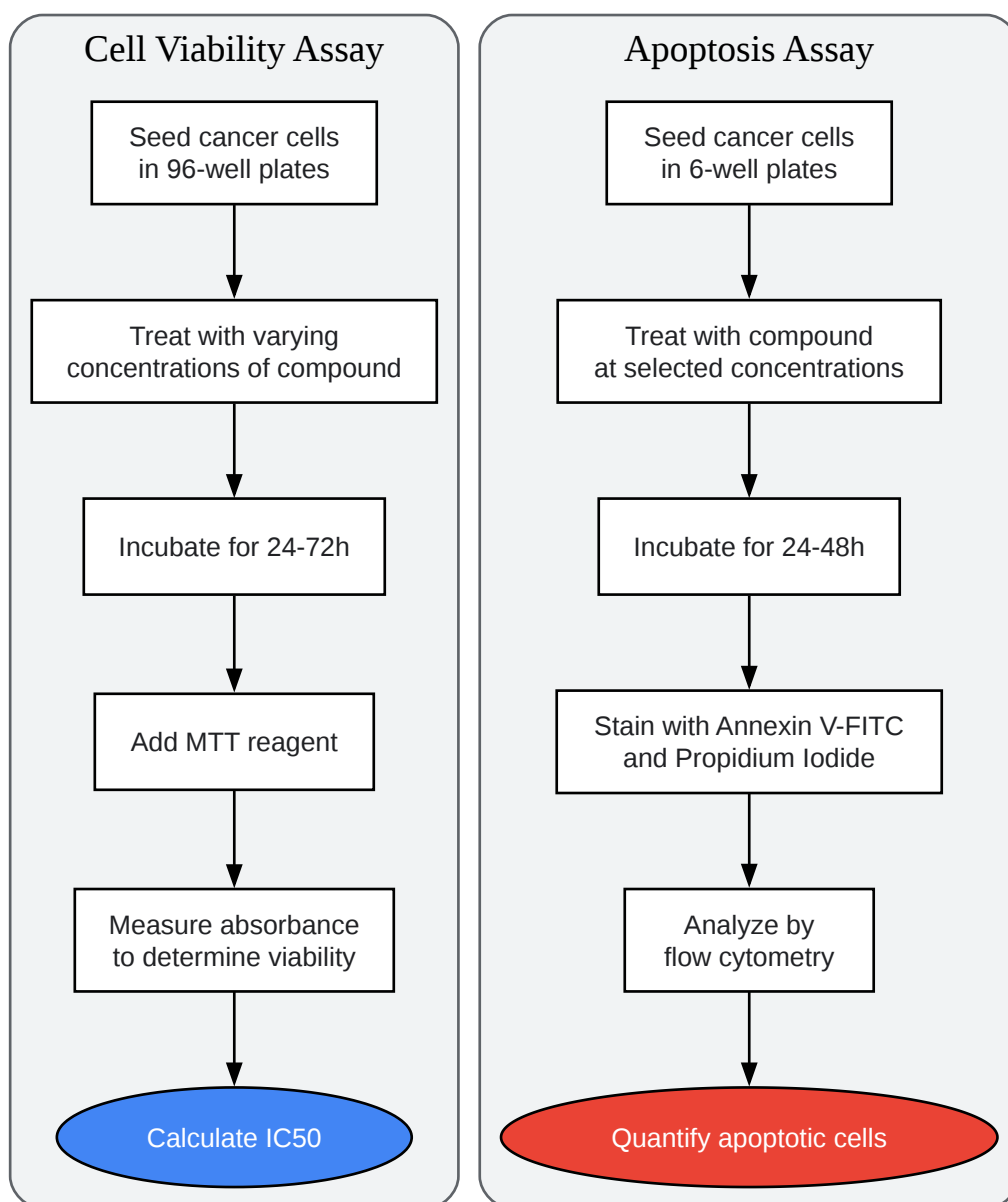 Cell Viability Assay
Seed cancer cells
in 96-well plates
Treat with varying
concentrations of compound
Incubate for 24-72h
Add MTT reagent
Measure absorbance
to determine viability
Calculate IC50
Apoptosis Assay
Seed cancer cells
in 6-well plates
Treat with compound
at selected concentrations
Incubate for 24-48h
Stain with Annexin V-FITC
and Propidium Iodide
Analyze by
flow cytometry
Quantify apoptotic cells